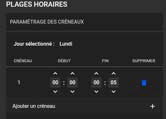 PLAGES HORAIRES
PARAMÉTRAGE DES CRÉNEAUX
Jour sélectionné : Lundi
CRÉNEAU DÉBUT FIN SUPPRIMER
1 00 : 00 00 : 05
Ajouter un créneau +